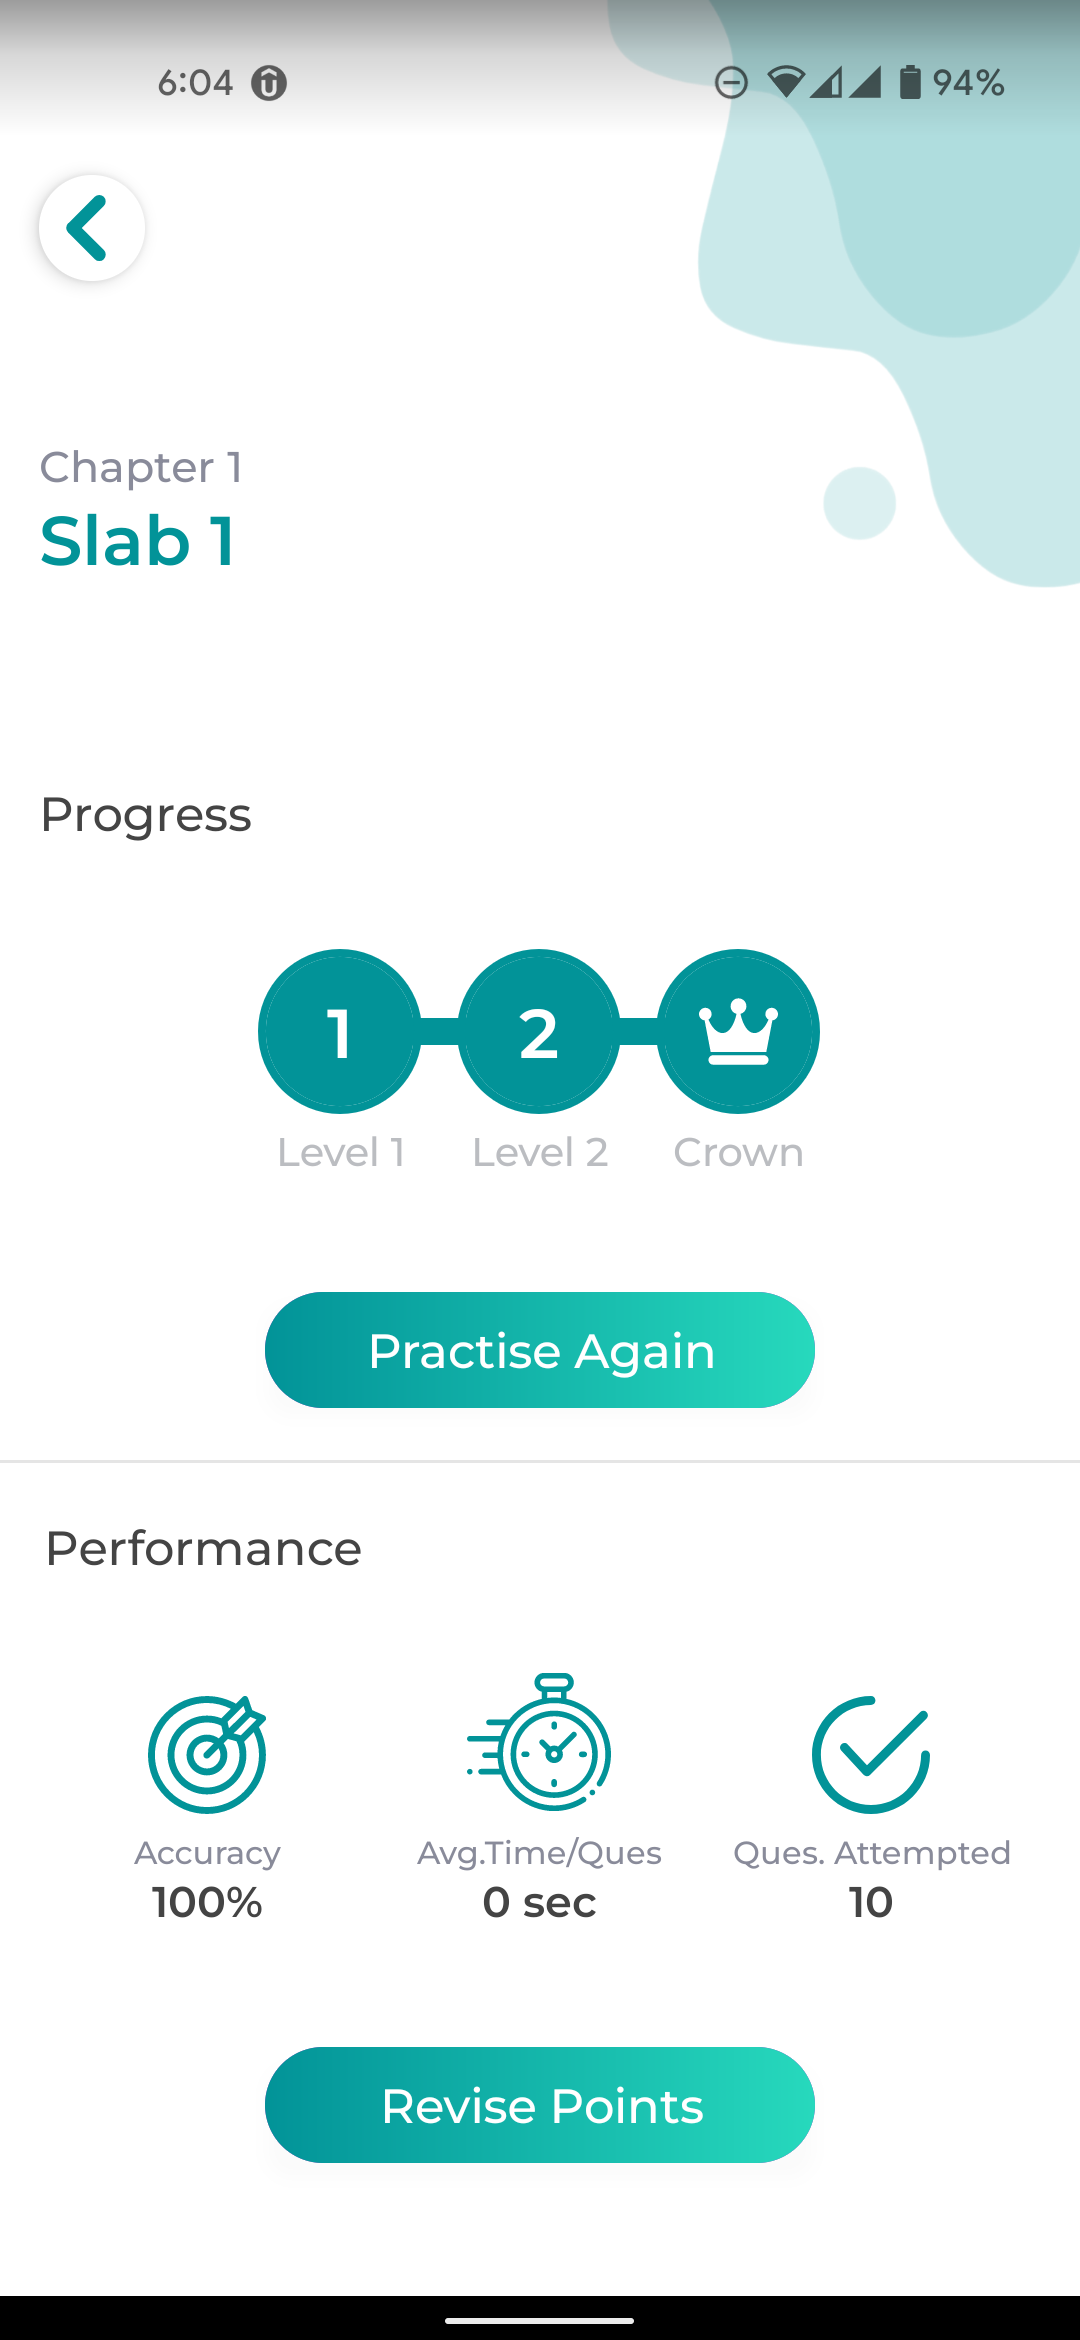 6:04
94%
Chapter 1
Slab 1
Progress
1 2
Level 1 Level 2 Crown
Practise Again
Performance
Accuracy Avg.Time/Ques Ques. Attempted
100% 0 sec 10
Revise Points